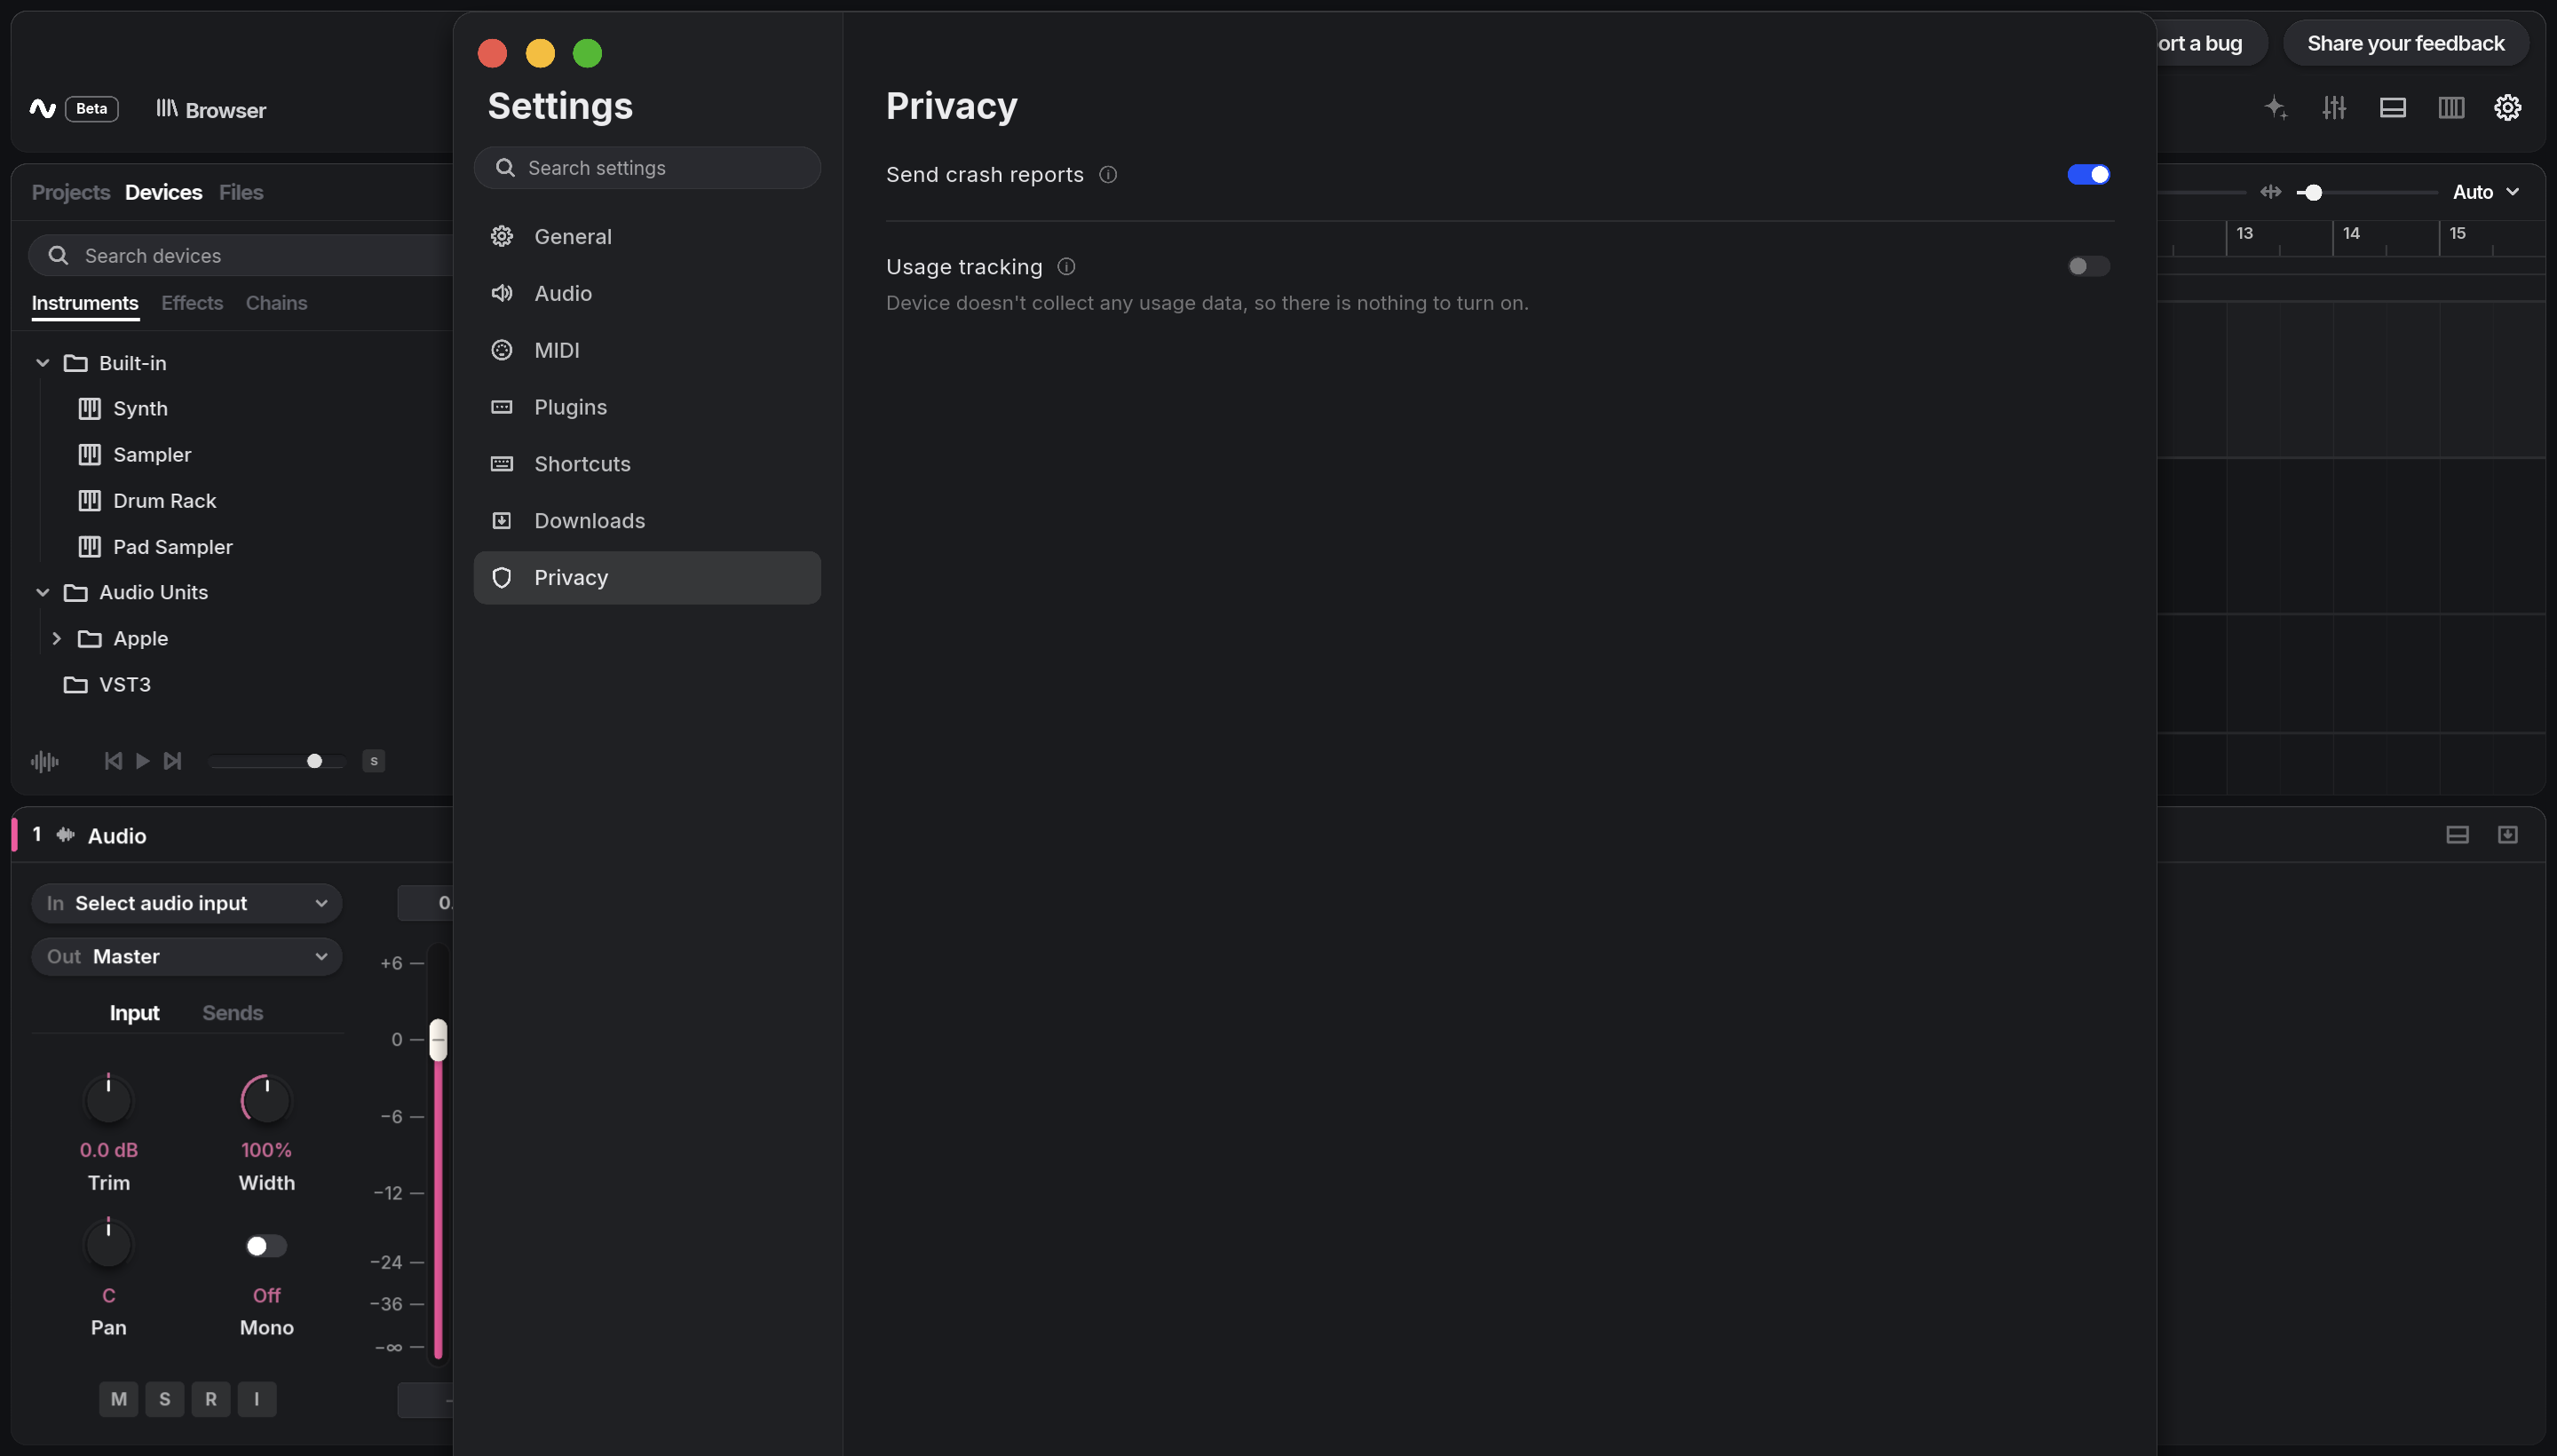 ort a bug
Share your feedback
Beta
Browser
Projects Devices Files
Search devices
Instruments Effects Chains
Built-in
Synth
Sampler
Drum Rack
Pad Sampler
Audio Units
Apple
VST3
S
Settings
Search settings
General
Audio
MIDI
Plugins
Shortcuts
Downloads
Privacy
Privacy
Send crash reports
Usage tracking
Device doesn't collect any usage data, so there is nothing to turn on.
Auto
13 14 15
1 Audio
In Select audio input
Out Master
Input Sends
0.0 dB
Trim
100%
Width
C
Pan
Off
Mono
M S R I
0.
+6
0
−6
−12
−24
−36
−∞